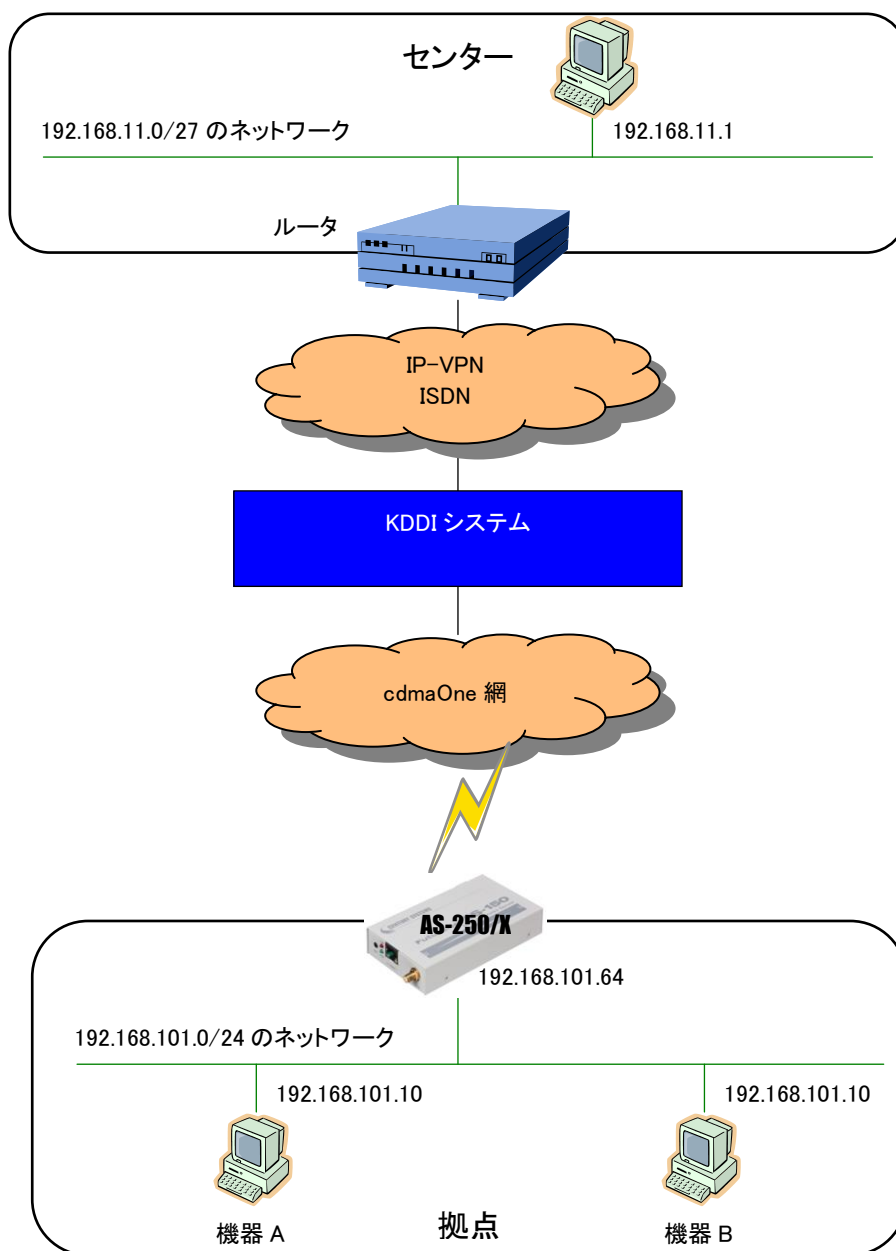 センター
192.168.11.0/27 のネットワーク
192.168.11.1
ルータ
IP-VPN
ISDN
KDDI システム
cdmaOne 網
AS-250/X
192.168.101.64
192.168.101.0/24 のネットワーク
192.168.101.10
192.168.101.10
機器 A
拠点
機器 B